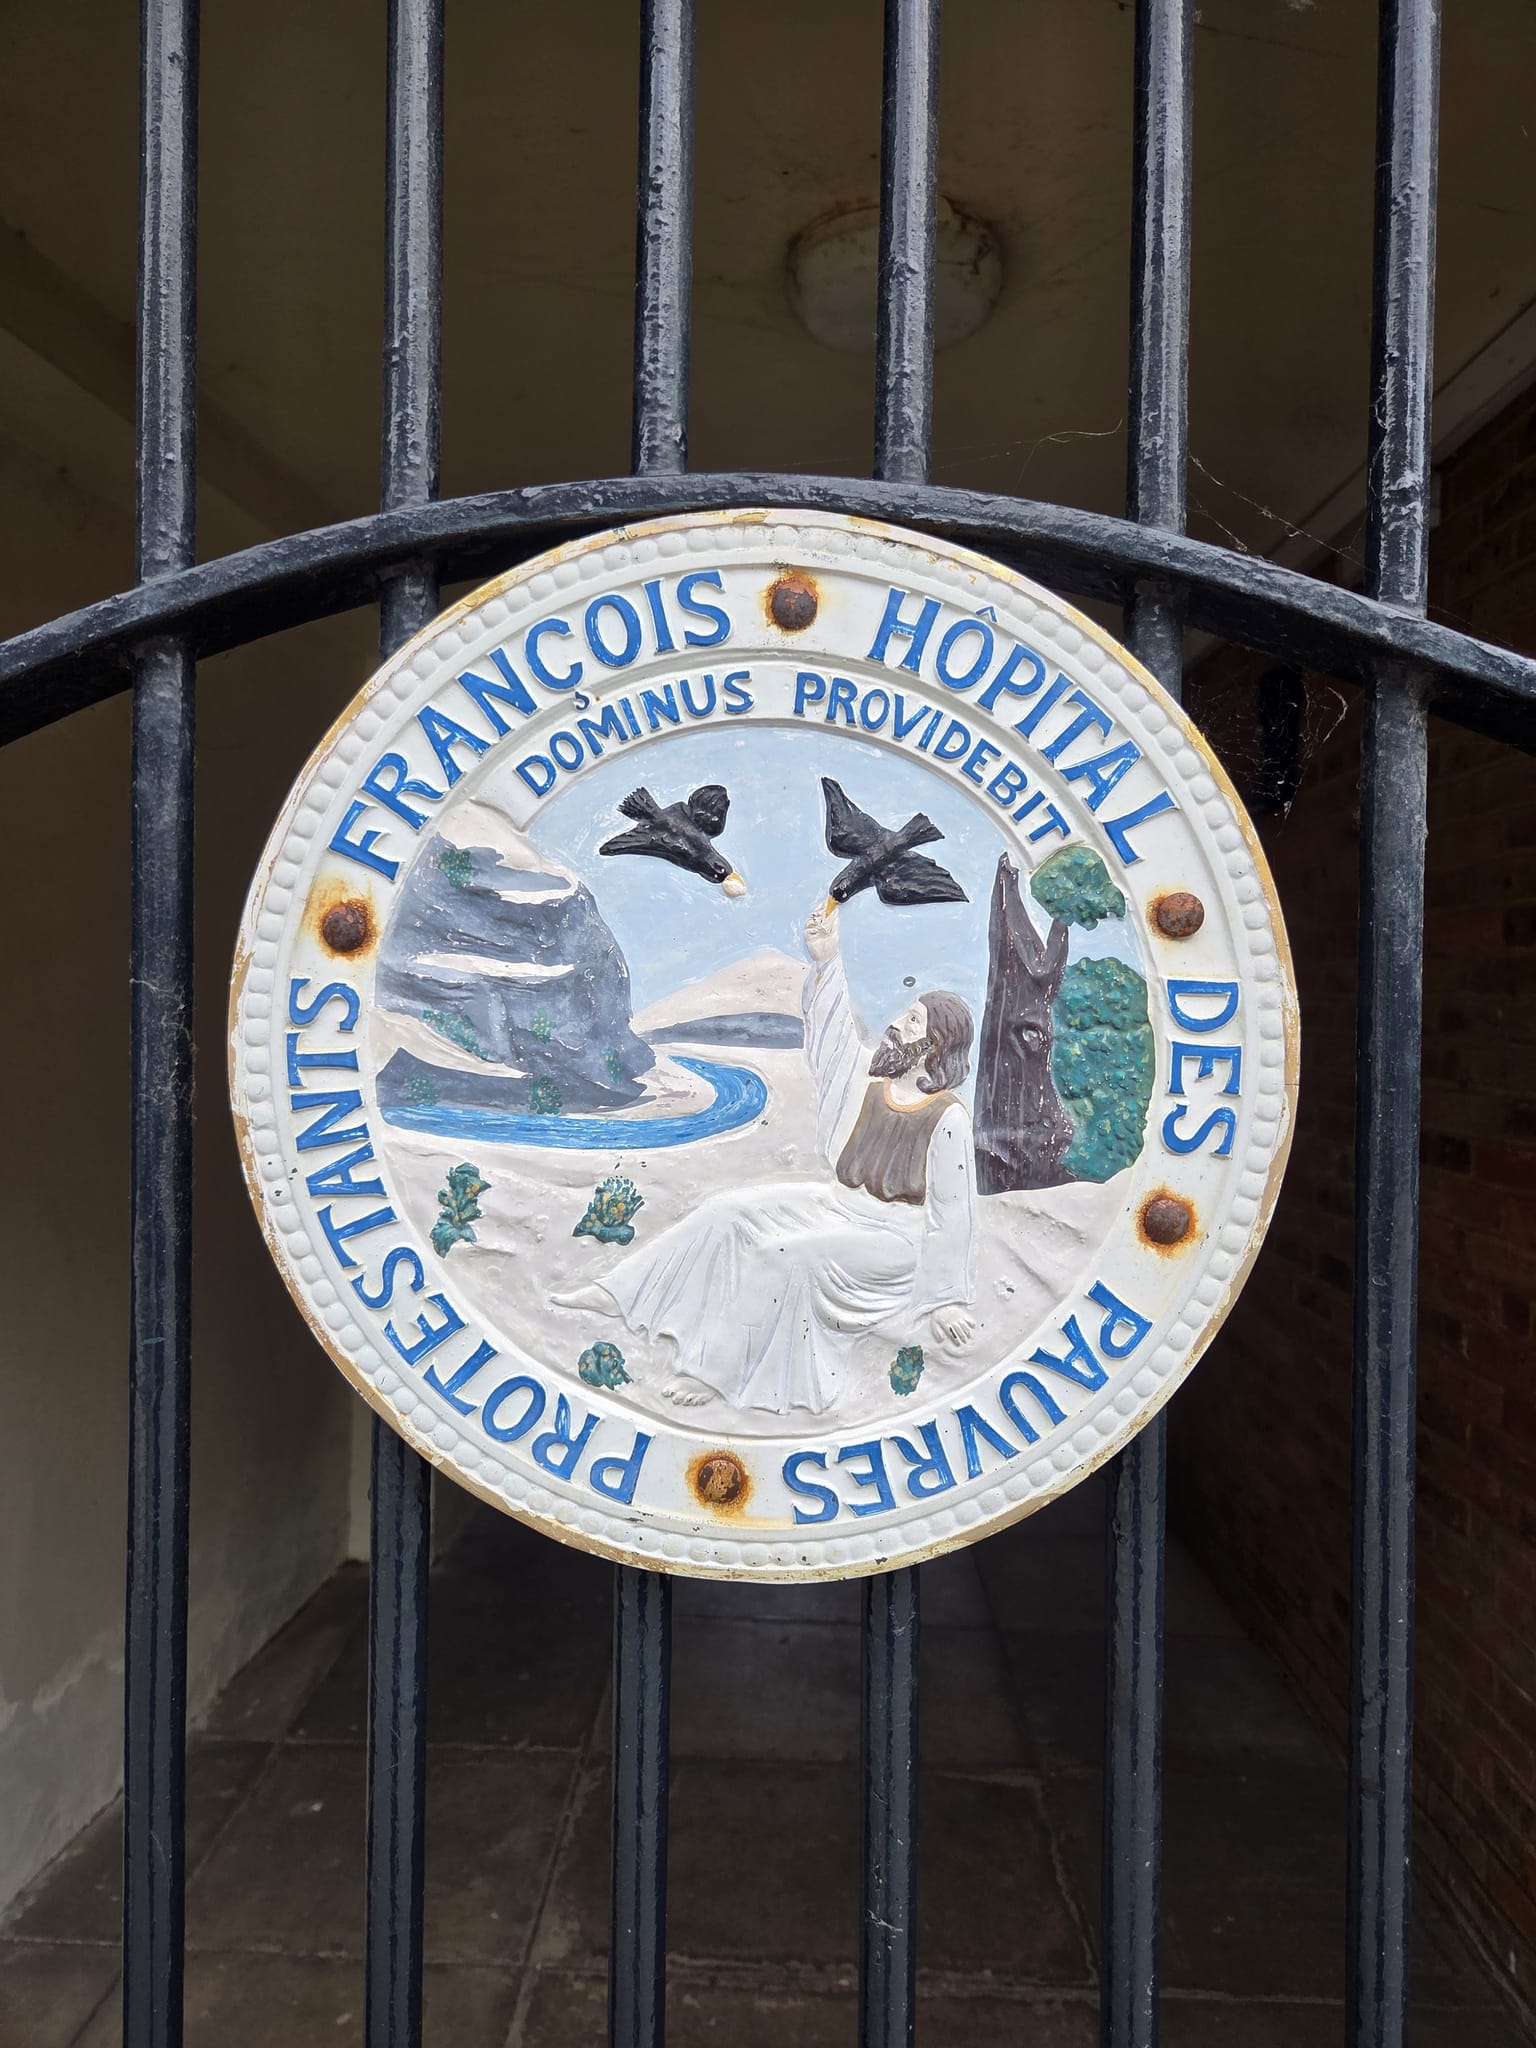 HÔPITAL DES PAUVRES PROTESTANTS FRANÇOIS
DOMINUS PROVIDEBIT